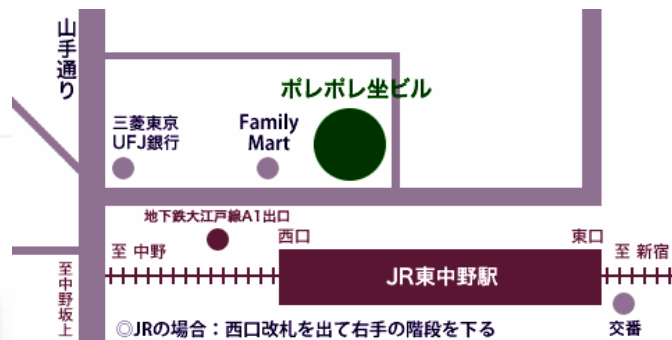 山手通り
ポレポレ坐ビル
三菱東京
UFJ銀行
Family
Mart
地下鉄大江戸線A1出口
西口
東口
至 中野
至 新宿
JR東中野駅
至中野坂上
交番
◎JRの場合：西口改札を出て右手の階段を下る